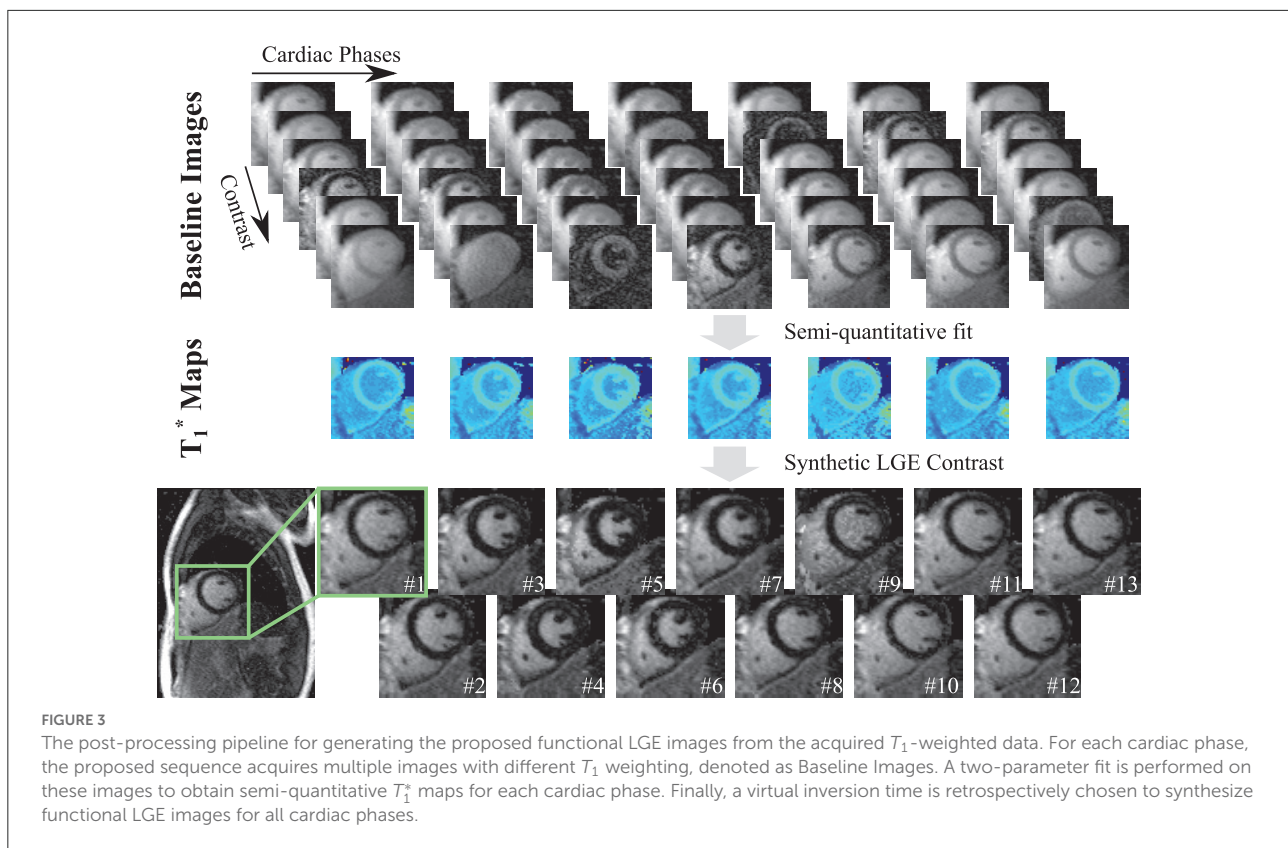 Cardiac Phases
Baseline Images
Contrast
Semi-quantitative fit
T₁* Maps
Synthetic LGE Contrast
#1
#3
#5
#7
#9
#11
#13
#2
#4
#6
#8
#10
#12
FIGURE 3
The post-processing pipeline for generating the proposed functional LGE images from the acquired T₁-weighted data. For each cardiac phase,
the proposed sequence acquires multiple images with different T₁ weighting, denoted as Baseline Images. A two-parameter fit is performed on
these images to obtain semi-quantitative T₁* maps for each cardiac phase. Finally, a virtual inversion time is retrospectively chosen to synthesize
functional LGE images for all cardiac phases.